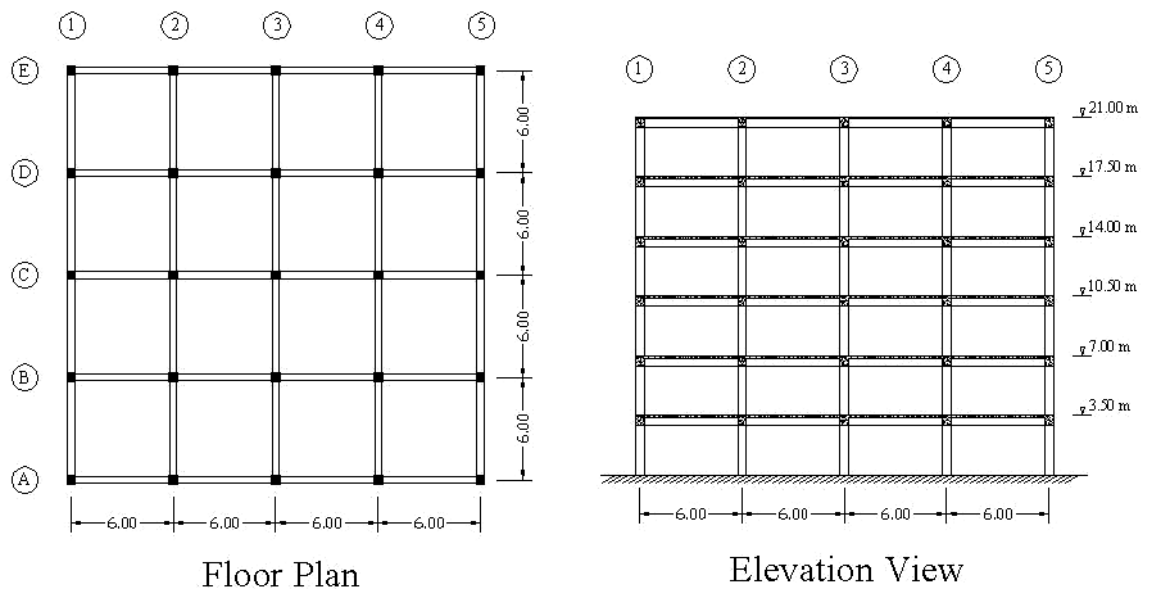 1 2 3 4 5
E
D
C
B
A
6.00
6.00
6.00
6.00
6.00 6.00 6.00 6.00
Floor Plan
1 2 3 4 5
21.00 m
17.50 m
14.00 m
10.50 m
7.00 m
3.50 m
6.00 6.00 6.00 6.00
Elevation View